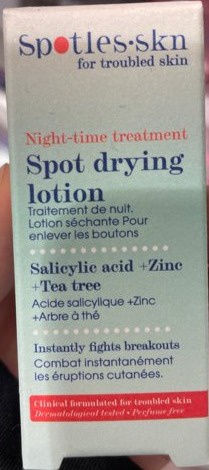 Spotles•skn
for troubled skin
Night-time treatment
Spot drying
lotion
Traitement de nuit.
Lotion séchante Pour
enlever les boutons
Salicylic acid +Zinc
+Tea tree
Acide salicylique +Zinc
+Arbre à thé
Instantly fights breakouts
Combat instantanément
les éruptions cutanées.
Clinical formulated for troubled skin
Dermatological tested • Perfume free